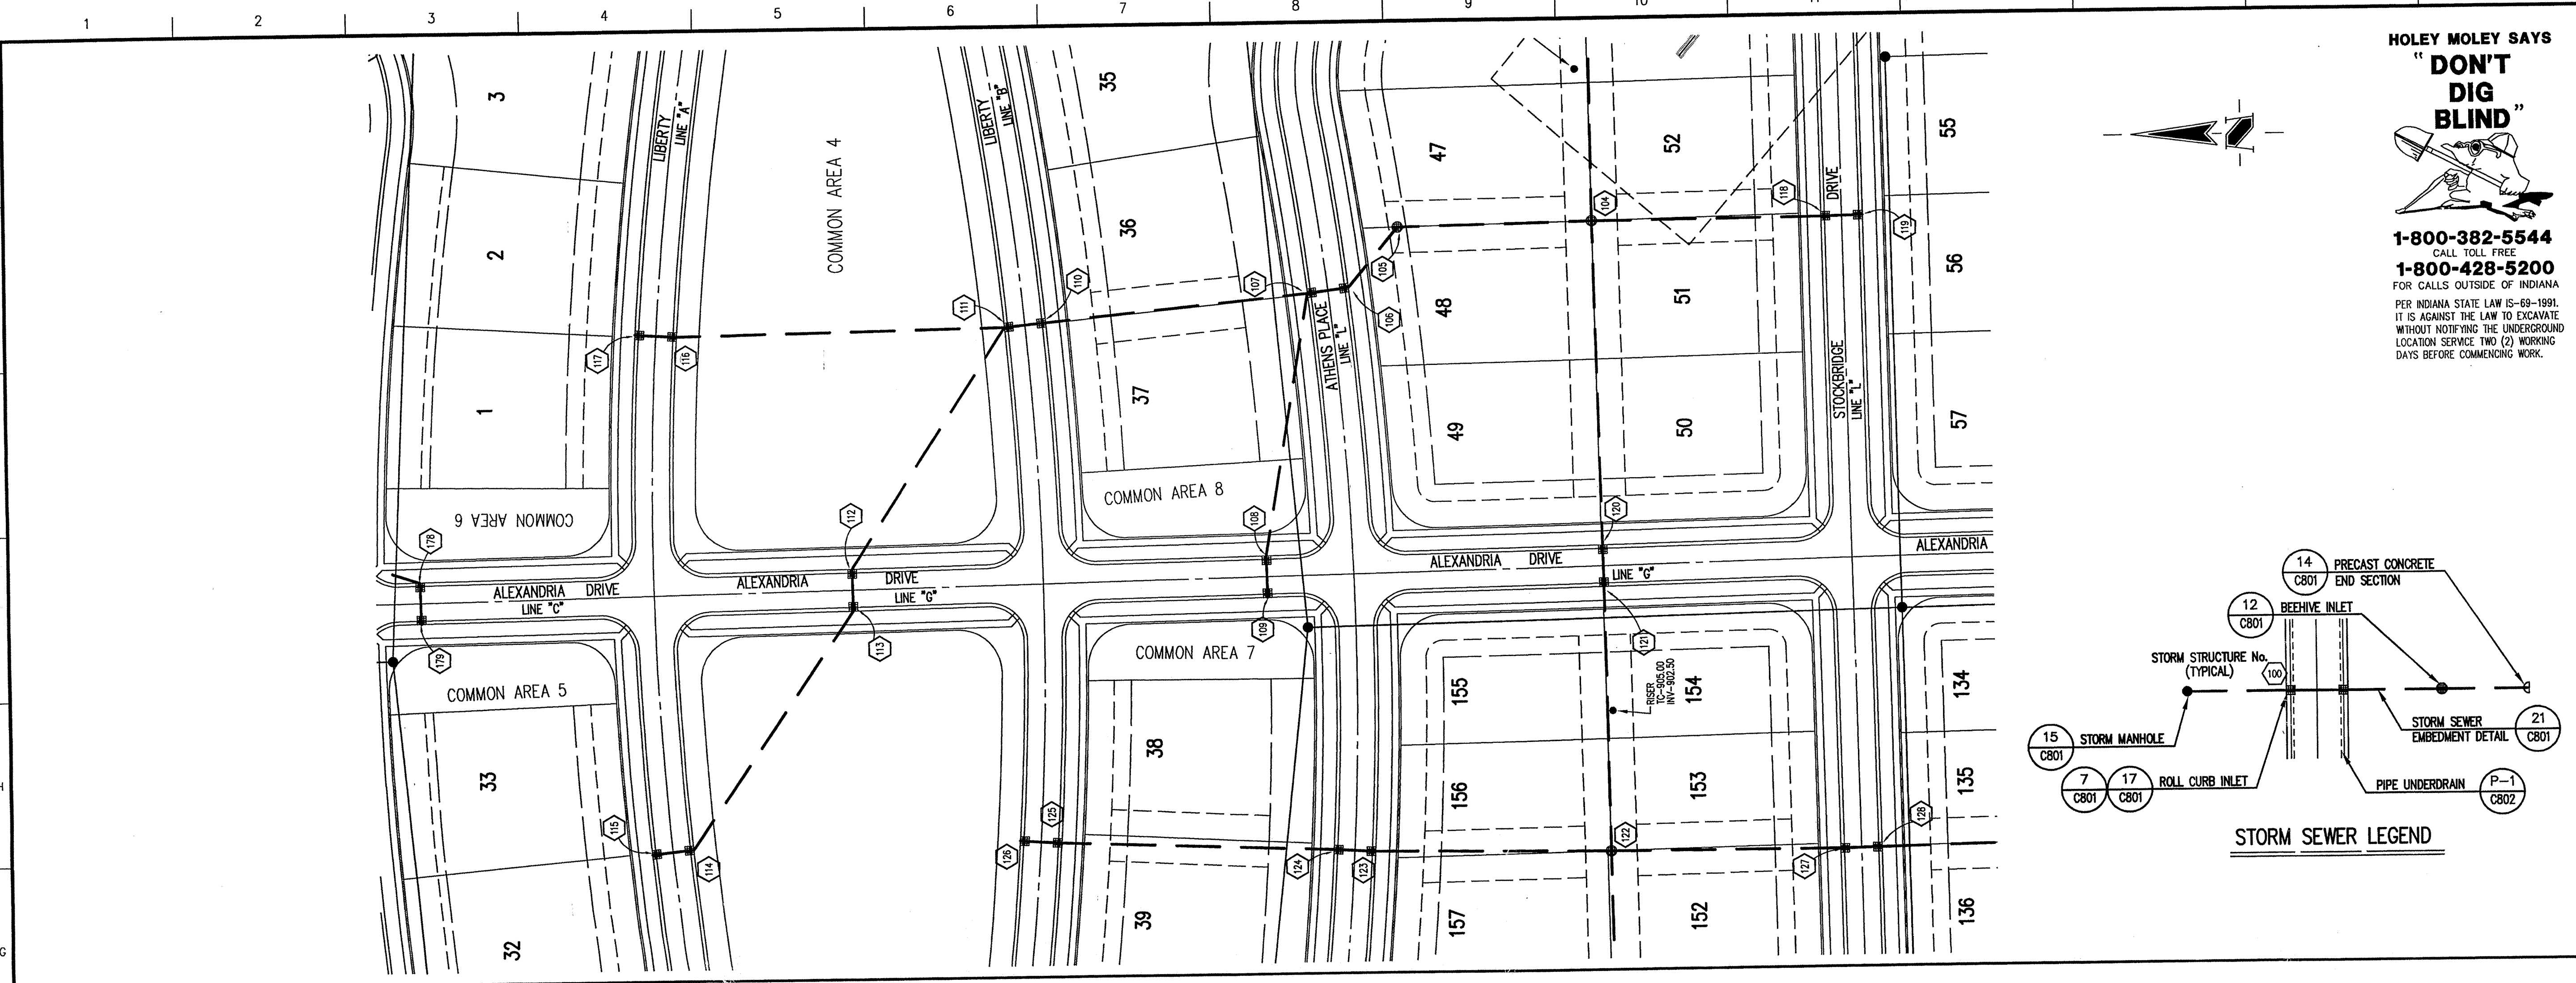 1 2 3 4 5 6 7 8 9 10
HOLEY MOLEY SAYS
"DON'T
DIG
BLIND"
1-800-382-5544
CALL TOLL FREE
1-800-428-5200
FOR CALLS OUTSIDE OF INDIANA
PER INDIANA STATE LAW IS-69-1991.
IT IS AGAINST THE LAW TO EXCAVATE
WITHOUT NOTIFYING THE UNDERGROUND
LOCATION SERVICE TWO (2) WORKING
DAYS BEFORE COMMENCING WORK.
3
2
1
COMMON AREA 6
LIBERTY
LINE "A"
COMMON AREA 4
LIBERTY
LINE "B"
35
36
37
COMMON AREA 8
ATHENS PLACE
LINE "L"
47
48
49
52
51
50
DRIVE
STOCKBRIDGE
LINE "L"
55
56
57
117
116
111
110
107
106
105
104
118
119
178
179
112
113
108
109
120
121
ALEXANDRIA DRIVE
LINE "C"
ALEXANDRIA DRIVE
LINE "G"
ALEXANDRIA DRIVE
LINE "G"
ALEXANDRIA
COMMON AREA 5
33
32
115
114
COMMON AREA 7
38
39
126
125
124
123
155
156
157
RISER
TC-905.00
INV-902.50
154
153
152
122
127
128
134
135
136
14
C801
PRECAST CONCRETE
END SECTION
12
C801
BEEHIVE INLET
STORM STRUCTURE No.
(TYPICAL)
100
15
C801
STORM MANHOLE
STORM SEWER
EMBEDMENT DETAIL
21
C801
7
C801
17
C801
ROLL CURB INLET
PIPE UNDERDRAIN
P-1
C802
STORM SEWER LEGEND
H
G